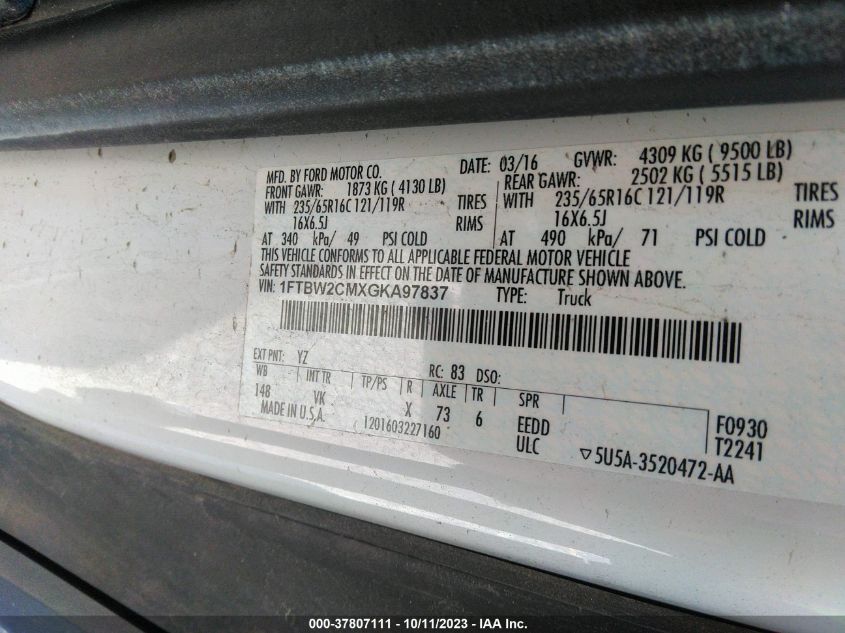 MFD. BY FORD MOTOR CO. DATE: 03/16 GVWR: 4309 KG ( 9500 LB)
FRONT GAWR: 1873 KG ( 4130 LB) REAR GAWR: 2502 KG ( 5515 LB)
WITH 235/65R16C 121/119R TIRES WITH 235/65R16C 121/119R TIRES
16X6.5J RIMS 16X6.5J RIMS
AT 340 kPa/ 49 PSI COLD AT 490 kPa/ 71 PSI COLD
THIS VEHICLE CONFORMS TO ALL APPLICABLE FEDERAL MOTOR VEHICLE
SAFETY STANDARDS IN EFFECT ON THE DATE OF MANUFACTURE SHOWN ABOVE.
VIN: 1FTBW2CMXGKA97837 TYPE: Truck
EXT PNT: YZ RC: 83 DSO:
WB INT TR TP/PS R AXLE TR SPR
148 VK X 73 6 EEDD F0930
MADE IN U.S.A. 1201603227160 ULC T2241
▽5U5A-3520472-AA
000-37807111 - 10/11/2023 - IAA Inc.